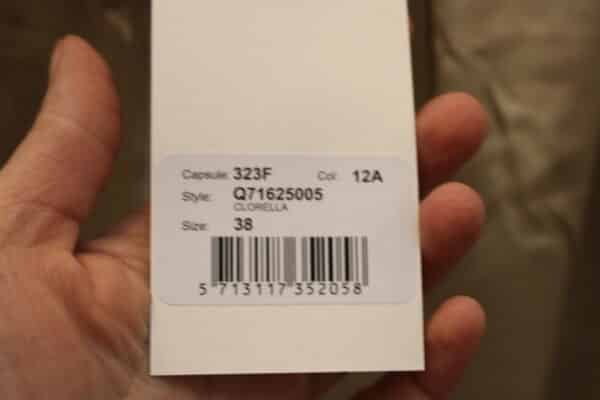 Capsule: 323F Col: 12A
Style: Q71625005
CLORELLA
Size: 38
5 713117 352058